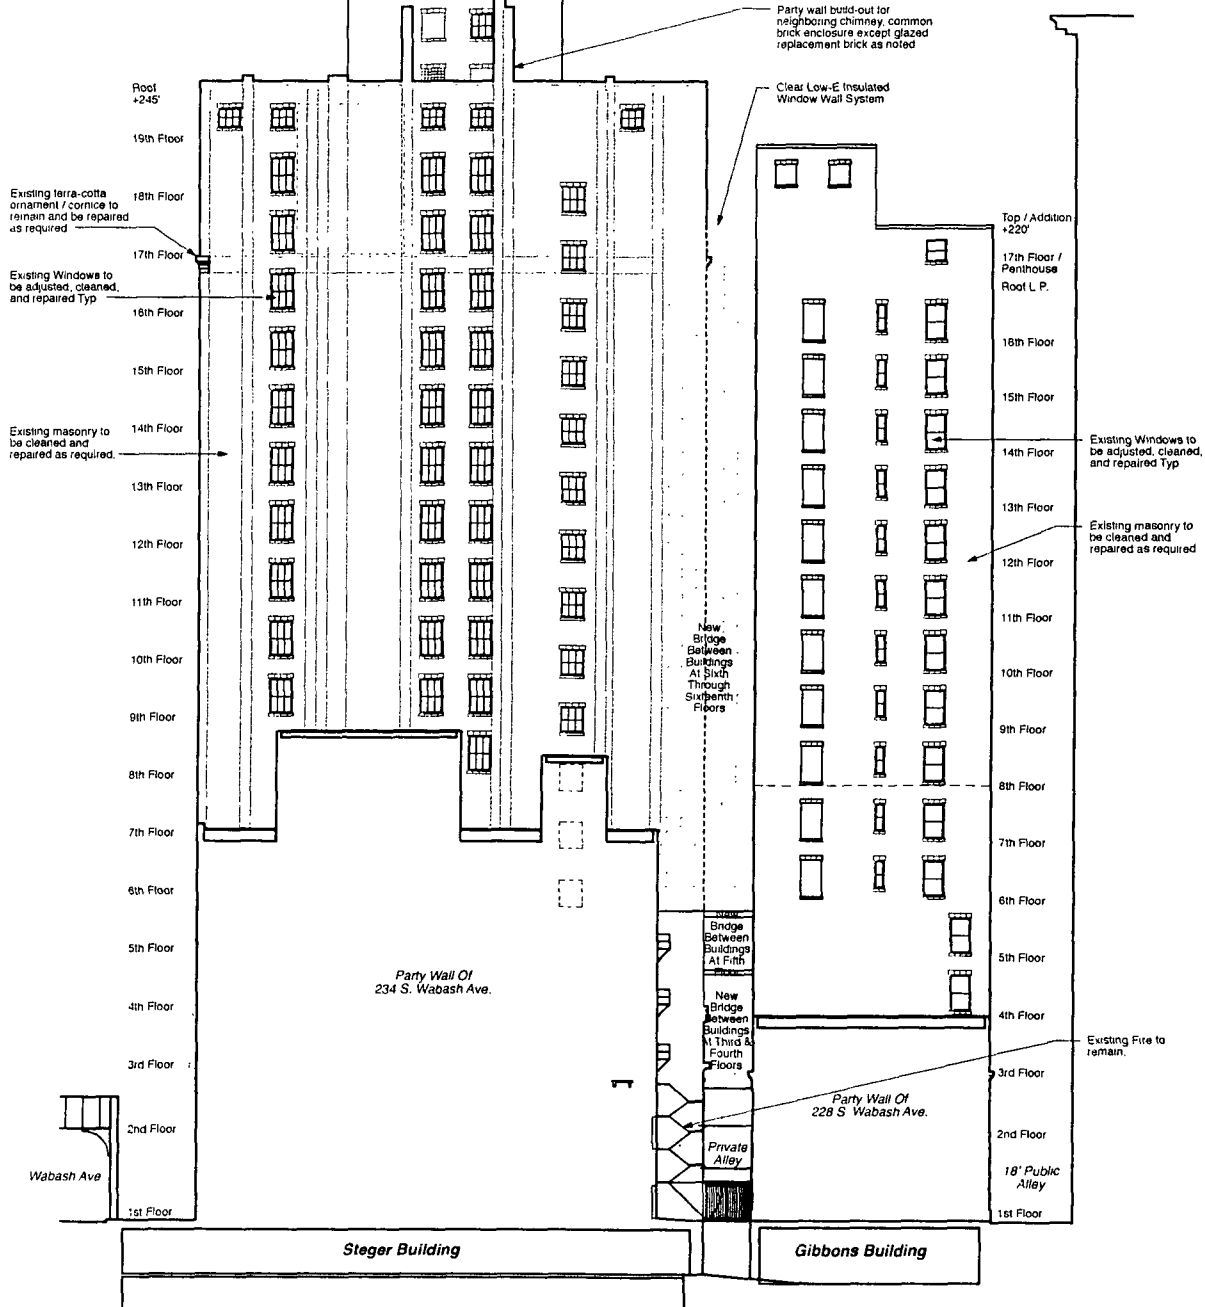 Party wall build-out for
neighboring chimney, common
brick enclosure except glazed
replacement brick as noted
Clear Low-E Insulated
Window Wall System
Roof
+245'
19th Floor
18th Floor
17th Floor
16th Floor
15th Floor
14th Floor
13th Floor
12th Floor
11th Floor
10th Floor
9th Floor
8th Floor
7th Floor
6th Floor
5th Floor
4th Floor
3rd Floor
2nd Floor
1st Floor
Existing terra-cotta
ornament / cornice to
remain and be repaired
as required
Existing Windows to
be adjusted, cleaned,
and repaired Typ
Existing masonry to
be cleaned and
repaired as required.
Wabash Ave
Party Wall Of
234 S. Wabash Ave.
New
Bridge
Between
Buildings
At Sixth
Through
Sixteenth
Floors
New
Bridge
Between
Buildings
At Fifth
Floor
New
Bridge
Between
Buildings
At Third &
Fourth
Floors
Private
Alley
Party Wall Of
228 S Wabash Ave.
Top / Addition
+220'
17th Floor /
Penthouse
Roof L P.
16th Floor
15th Floor
14th Floor
13th Floor
12th Floor
11th Floor
10th Floor
9th Floor
8th Floor
7th Floor
6th Floor
5th Floor
4th Floor
3rd Floor
2nd Floor
1st Floor
Existing Windows to
be adjusted, cleaned,
and repaired Typ
Existing masonry to
be cleaned and
repaired as required
Existing Fire to
remain.
18' Public
Alley
Steger Building
Gibbons Building